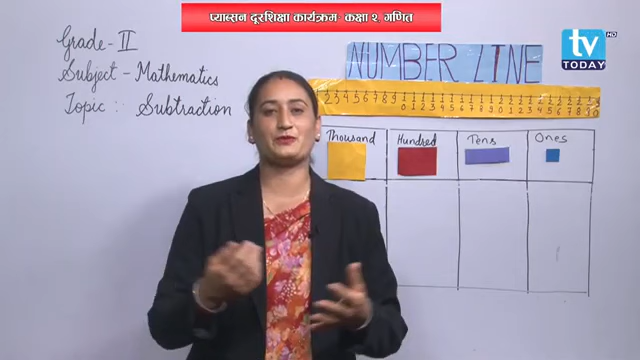 प्याब्सन दूरशिक्षा कार्यक्रम कक्षा २, गणित
tv HD
TODAY
Grade - II
Subject - Mathematics
Topic :- Subtraction
NUMBER LINE
Thousand Hundred Tens Ones